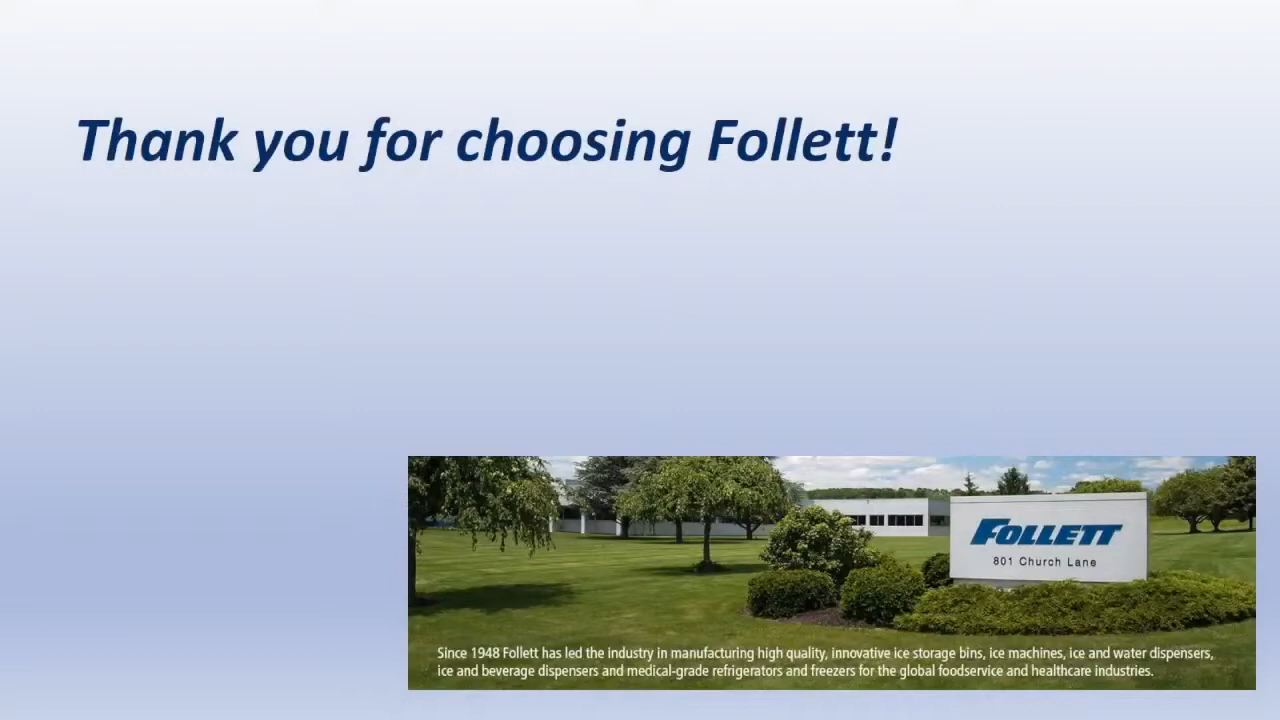 Thank you for choosing Follett!
FOLLETT
801 Church Lane
Since 1948 Follett has led the industry in manufacturing high quality, innovative ice storage bins, ice machines, ice and water dispensers,
ice and beverage dispensers and medical-grade refrigerators and freezers for the global foodservice and healthcare industries.